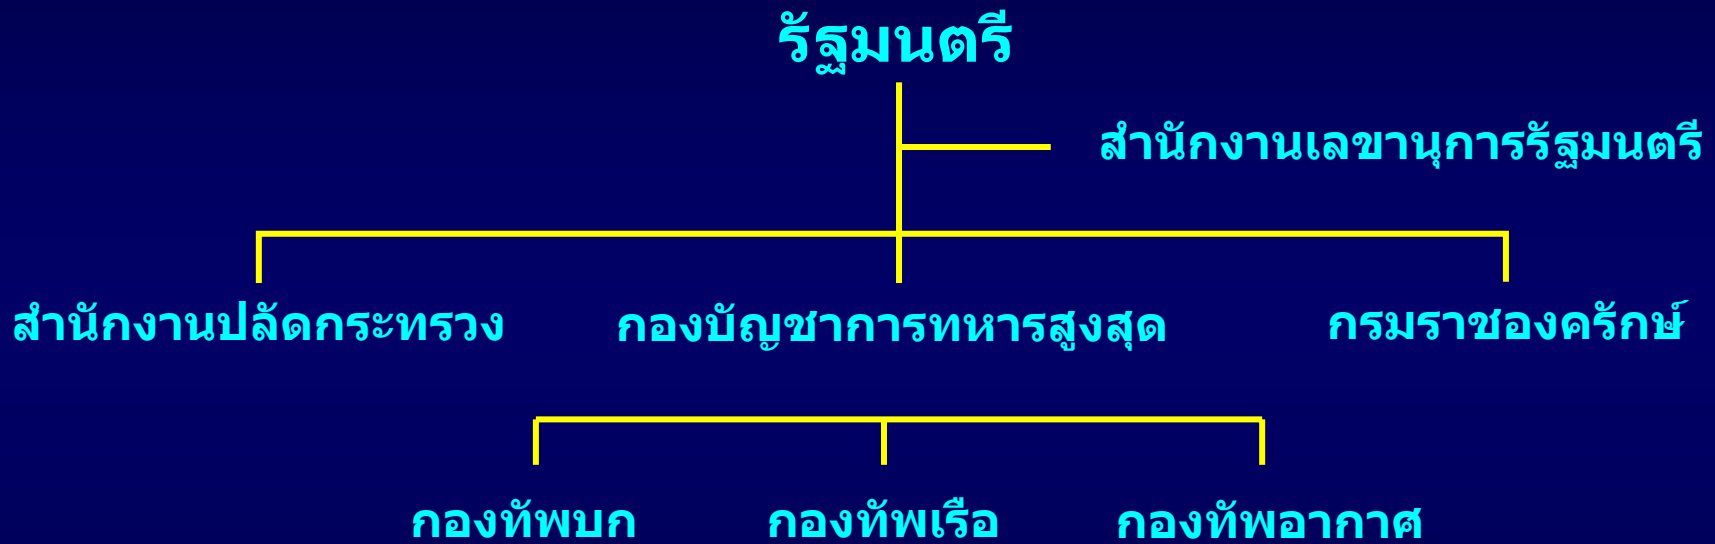 รัฐมนตรี
สำนักงานเลขานุการรัฐมนตรี
สำนักงานปลัดกระทรวง
กองบัญชาการทหารสูงสุด
กรมราชองครักษ์
กองทัพบก
กองทัพเรือ
กองทัพอากาศ